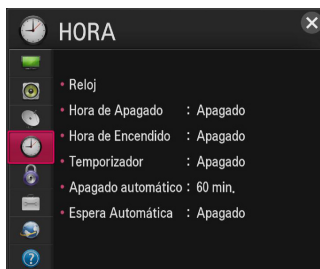 HORA
• Reloj
• Hora de Apagado : Apagado
• Hora de Encendido : Apagado
• Temporizador : Apagado
• Apagado automático : 60 min.
• Espera Automática : Apagado